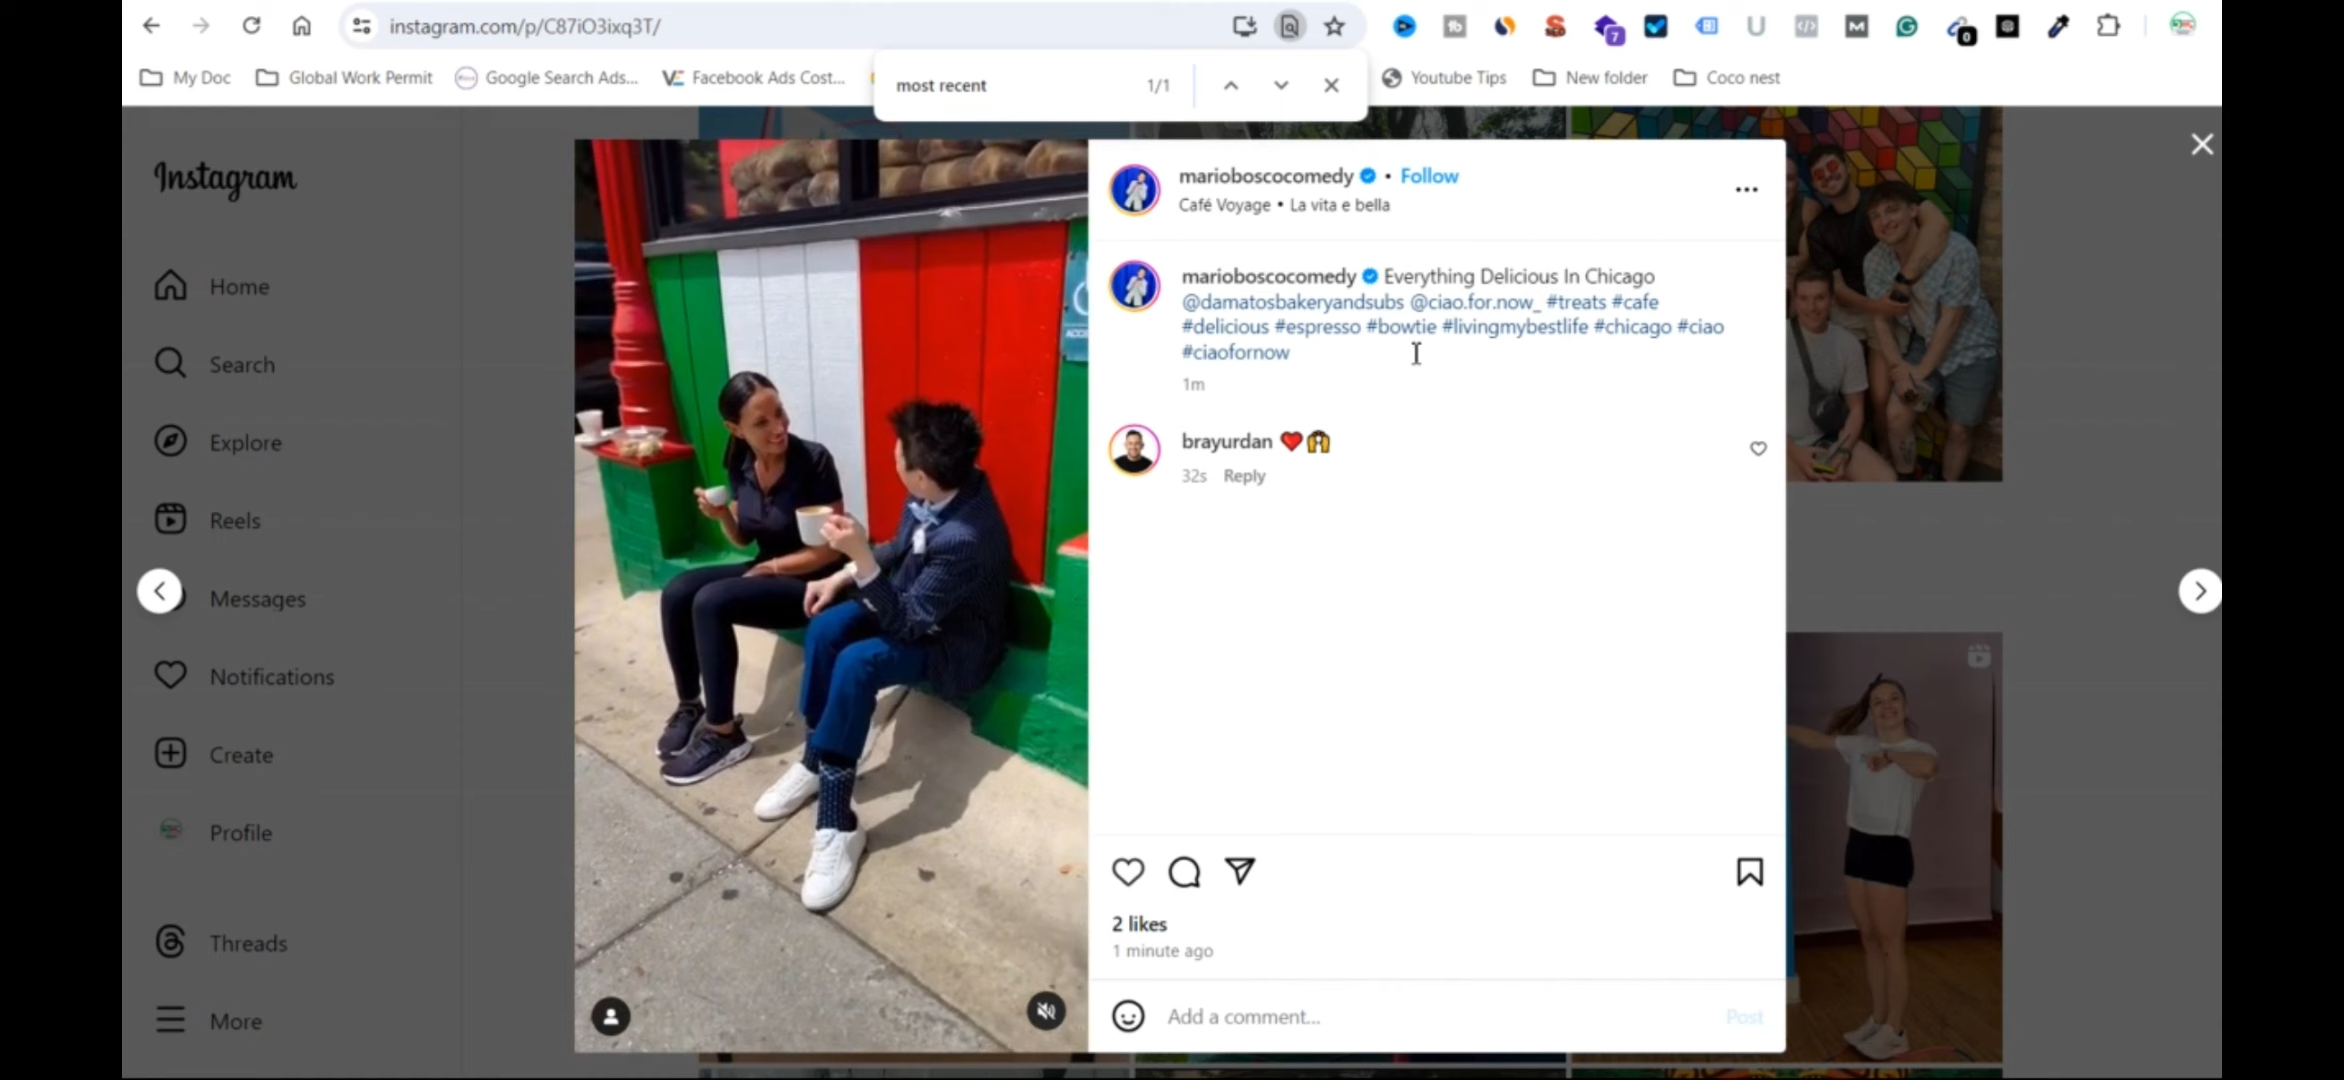 instagram.com/p/C87iO3ixq3T/
7
0
My Doc
Global Work Permit
Google Search Ads...
Facebook Ads Cost...
most recent
1/1
Youtube Tips
New folder
Coco nest
Instagram
Home
Search
Explore
Reels
Messages
Notifications
Create
Profile
Threads
More
marioboscocomedy • Follow
Café Voyage • La vita e bella
marioboscocomedy Everything Delicious In Chicago
@damatosbakeryandsubs @ciao.for.now_ #treats #cafe
#delicious #espresso #bowtie #livingmybestlife #chicago #ciao
#ciaofornow
1m
brayurdan
32s Reply
2 likes
1 minute ago
Add a comment...
Post